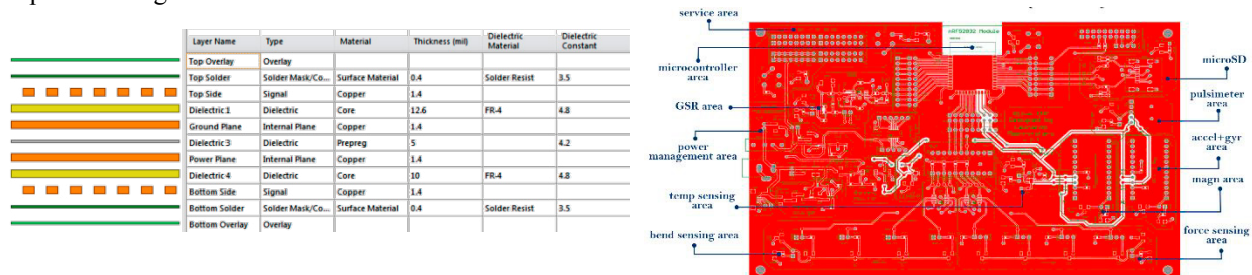 Layer Name Type Material Thickness (mil) Dielectric Material Dielectric Constant
Top Overlay Overlay
Top Solder Solder Mask/Co... Surface Material 0.4 Solder Resist 3.5
Top Side Signal Copper 1.4
Dielectric 1 Dielectric Core 12.6 FR-4 4.8
Ground Plane Internal Plane Copper 1.4
Dielectric 3 Dielectric Prepreg 5 4.2
Power Plane Internal Plane Copper 1.4
Dielectric 4 Dielectric Core 10 FR-4 4.8
Bottom Side Signal Copper 1.4
Bottom Solder Solder Mask/Co... Surface Material 0.4 Solder Resist 3.5
Bottom Overlay Overlay
service area
microcontroller
area
GSR area
power
management area
temp sensing
area
bend sensing area
Module
microSD
pulsimeter
area
accel+gyr
area
magn area
force sensing
area